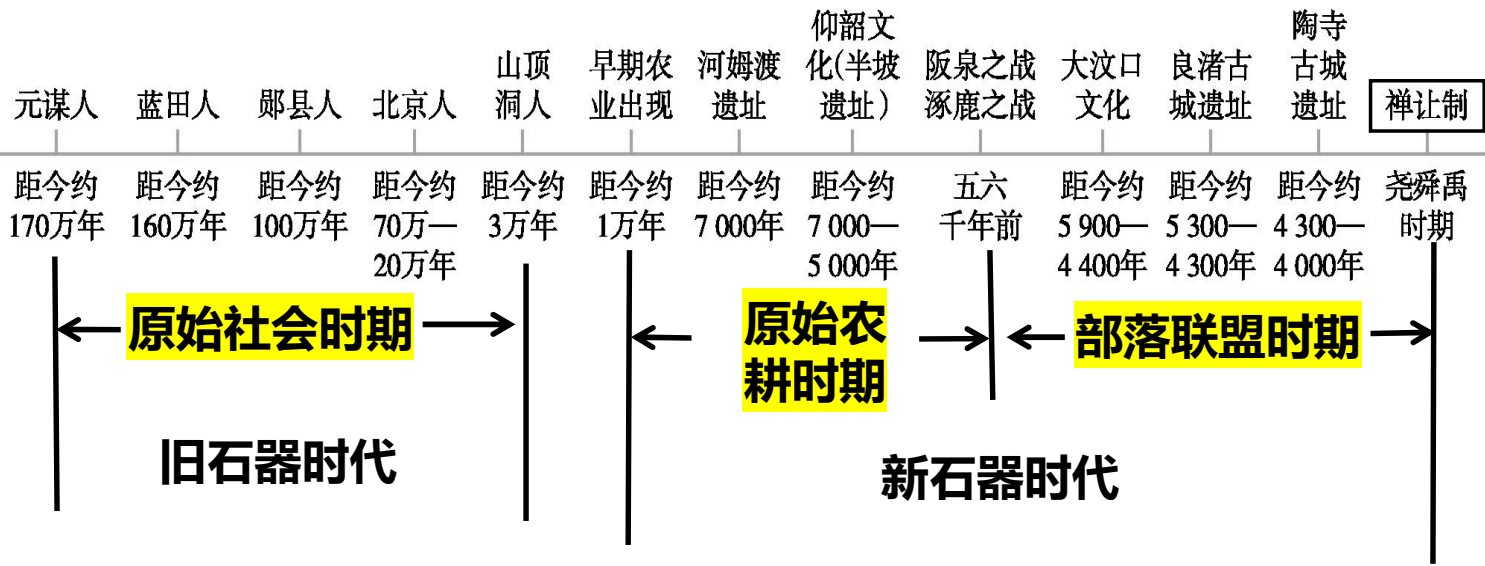 元谋人
蓝田人
郧县人
北京人
山顶
洞人
早期农
业出现
河姆渡
遗址
仰韶文
化(半坡
遗址)
阪泉之战
涿鹿之战
大汶口
文化
良渚古
城遗址
陶寺
古城
遗址
禅让制
距今约
170万年
距今约
160万年
距今约
100万年
距今约
70万—
20万年
距今约
3万年
距今约
1万年
距今约
7 000年
距今约
7 000—
5 000年
五六
千年前
距今约
5 900—
4 400年
距今约
5 300—
4 300年
距今约
4 300—
4 000年
尧舜禹
时期
原始社会时期
原始农
耕时期
部落联盟时期
旧石器时代
新石器时代